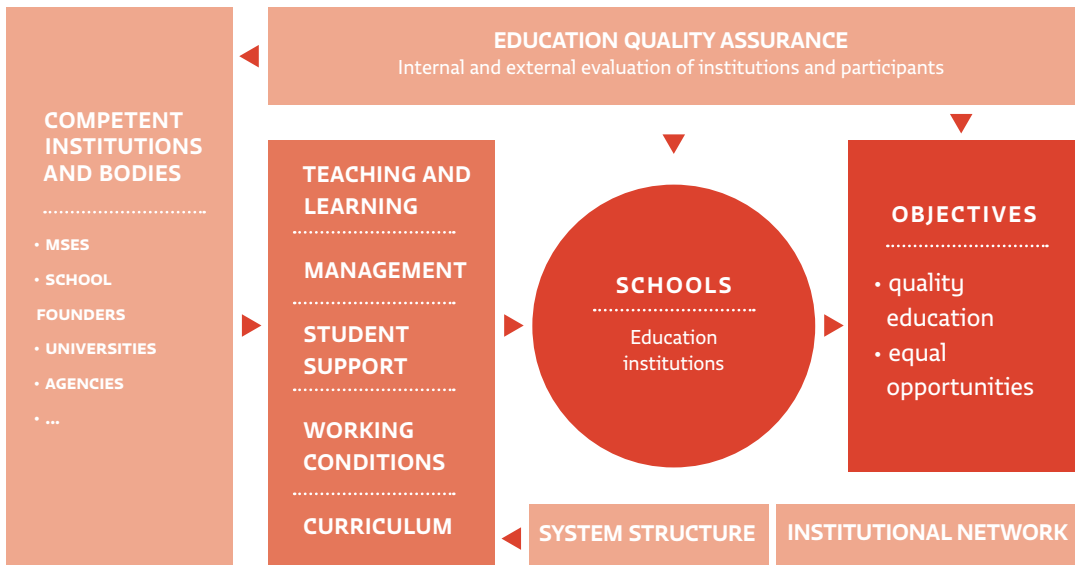 EDUCATION QUALITY ASSURANCE
Internal and external evaluation of institutions and participants
COMPETENT
INSTITUTIONS
AND BODIES
• MSES
• SCHOOL
FOUNDERS
• UNIVERSITIES
• AGENCIES
• ...
TEACHING AND
LEARNING
MANAGEMENT
STUDENT
SUPPORT
WORKING
CONDITIONS
CURRICULUM
SCHOOLS
Education
institutions
OBJECTIVES
• quality
education
• equal
opportunities
SYSTEM STRUCTURE
INSTITUTIONAL NETWORK